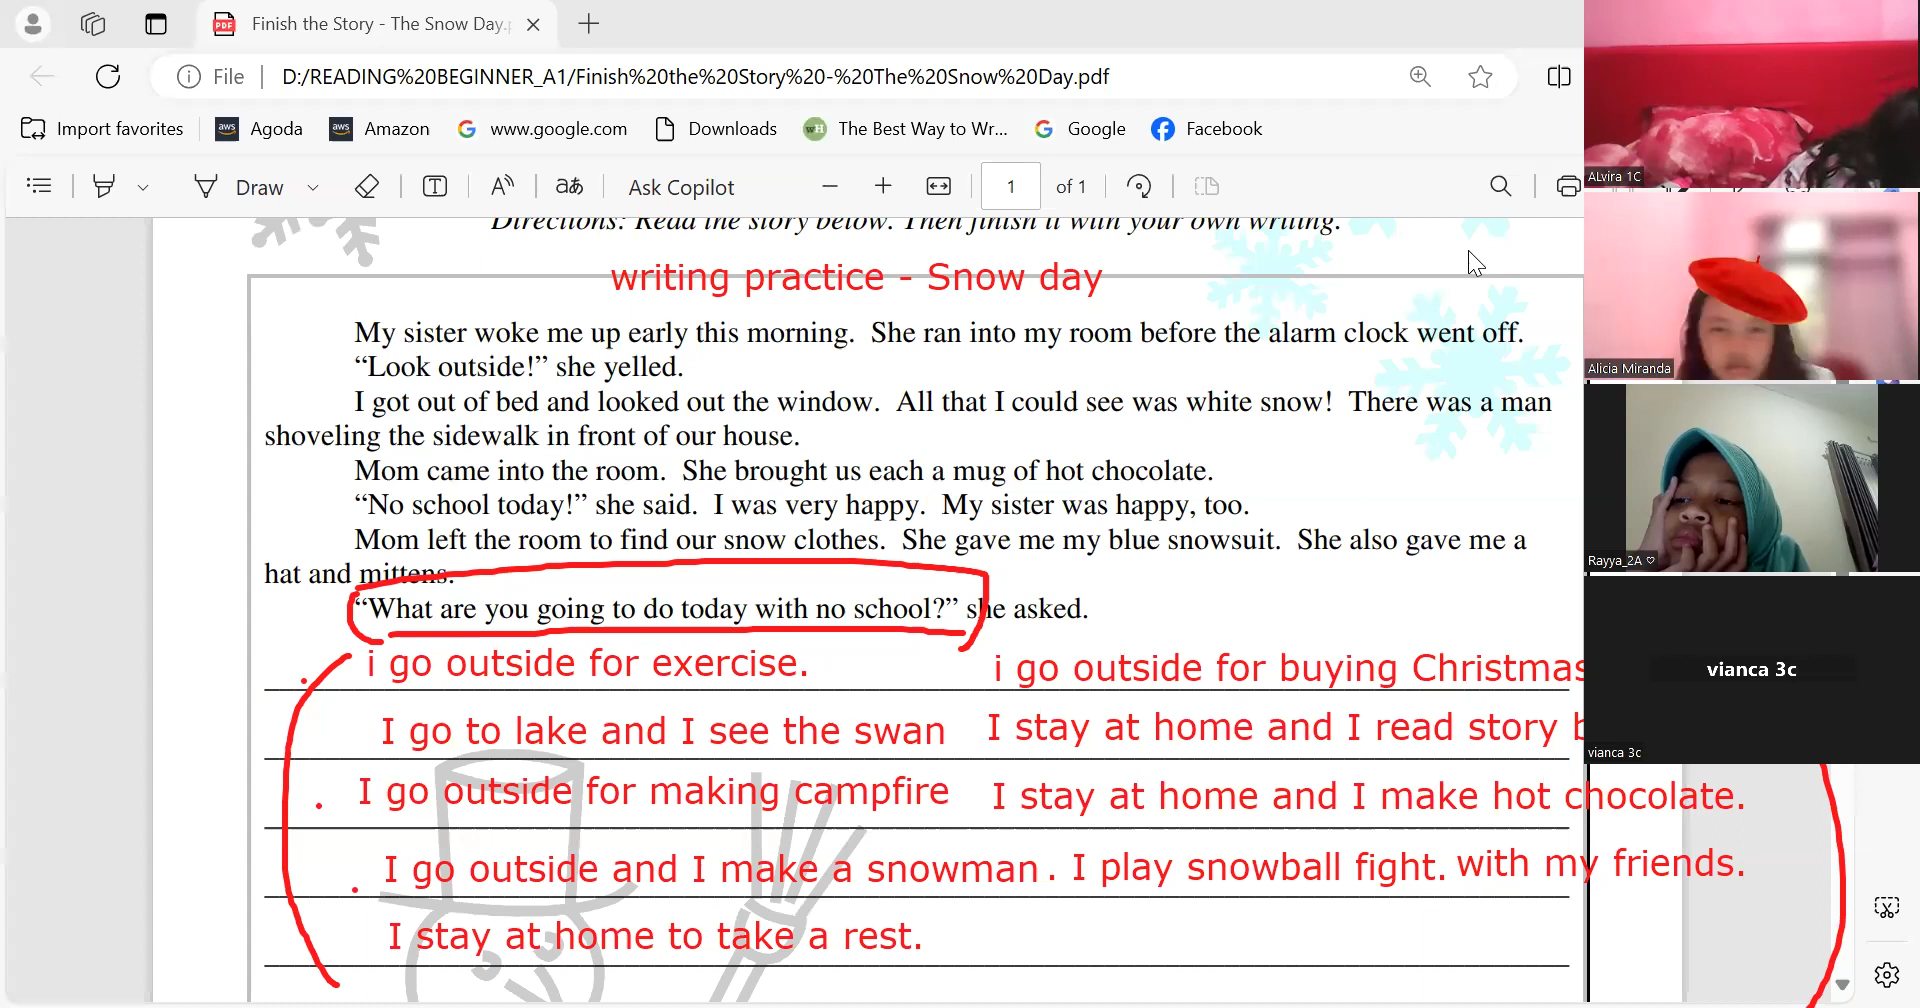 Finish the Story - The Snow Day.p
File D:/READING%20BEGINNER_A1/Finish%20the%20Story%20-%20The%20Snow%20Day.pdf
Import favorites aws Agoda aws Amazon www.google.com Downloads wH The Best Way to Wr... Google Facebook
Draw Ask Copilot 1 of 1
Directions: Read the story below. Then finish it with your own writing.
writing practice - Snow day
My sister woke me up early this morning. She ran into my room before the alarm clock went off.
“Look outside!” she yelled.
I got out of bed and looked out the window. All that I could see was white snow! There was a man
shoveling the sidewalk in front of our house.
Mom came into the room. She brought us each a mug of hot chocolate.
“No school today!” she said. I was very happy. My sister was happy, too.
Mom left the room to find our snow clothes. She gave me my blue snowsuit. She also gave me a
hat and mittens.
“What are you going to do today with no school?” she asked.
i go outside for exercise. i go outside for buying Christmas
I go to lake and I see the swan I stay at home and I read story b
I go outside for making campfire I stay at home and I make hot chocolate.
I go outside and I make a snowman . I play snowball fight. with my friends.
I stay at home to take a rest.
ALvira 1C
Alicia Miranda
Rayya_2A ♡
vianca 3c
vianca 3c